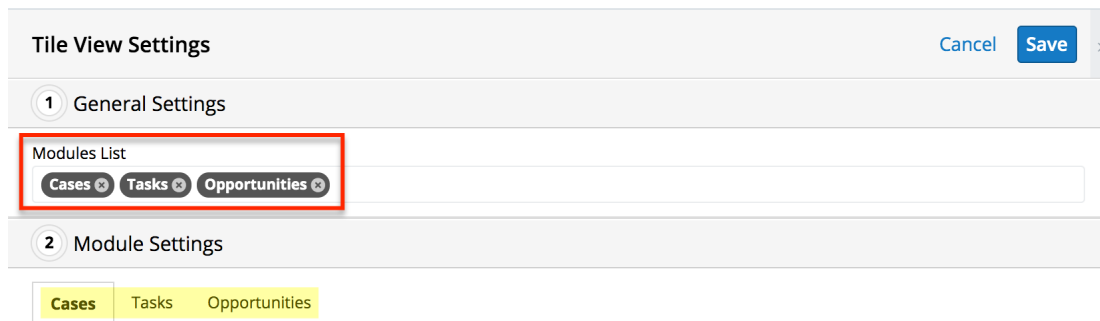 Tile View Settings Cancel Save
1 General Settings
Modules List
Cases Tasks Opportunities
2 Module Settings
Cases Tasks Opportunities